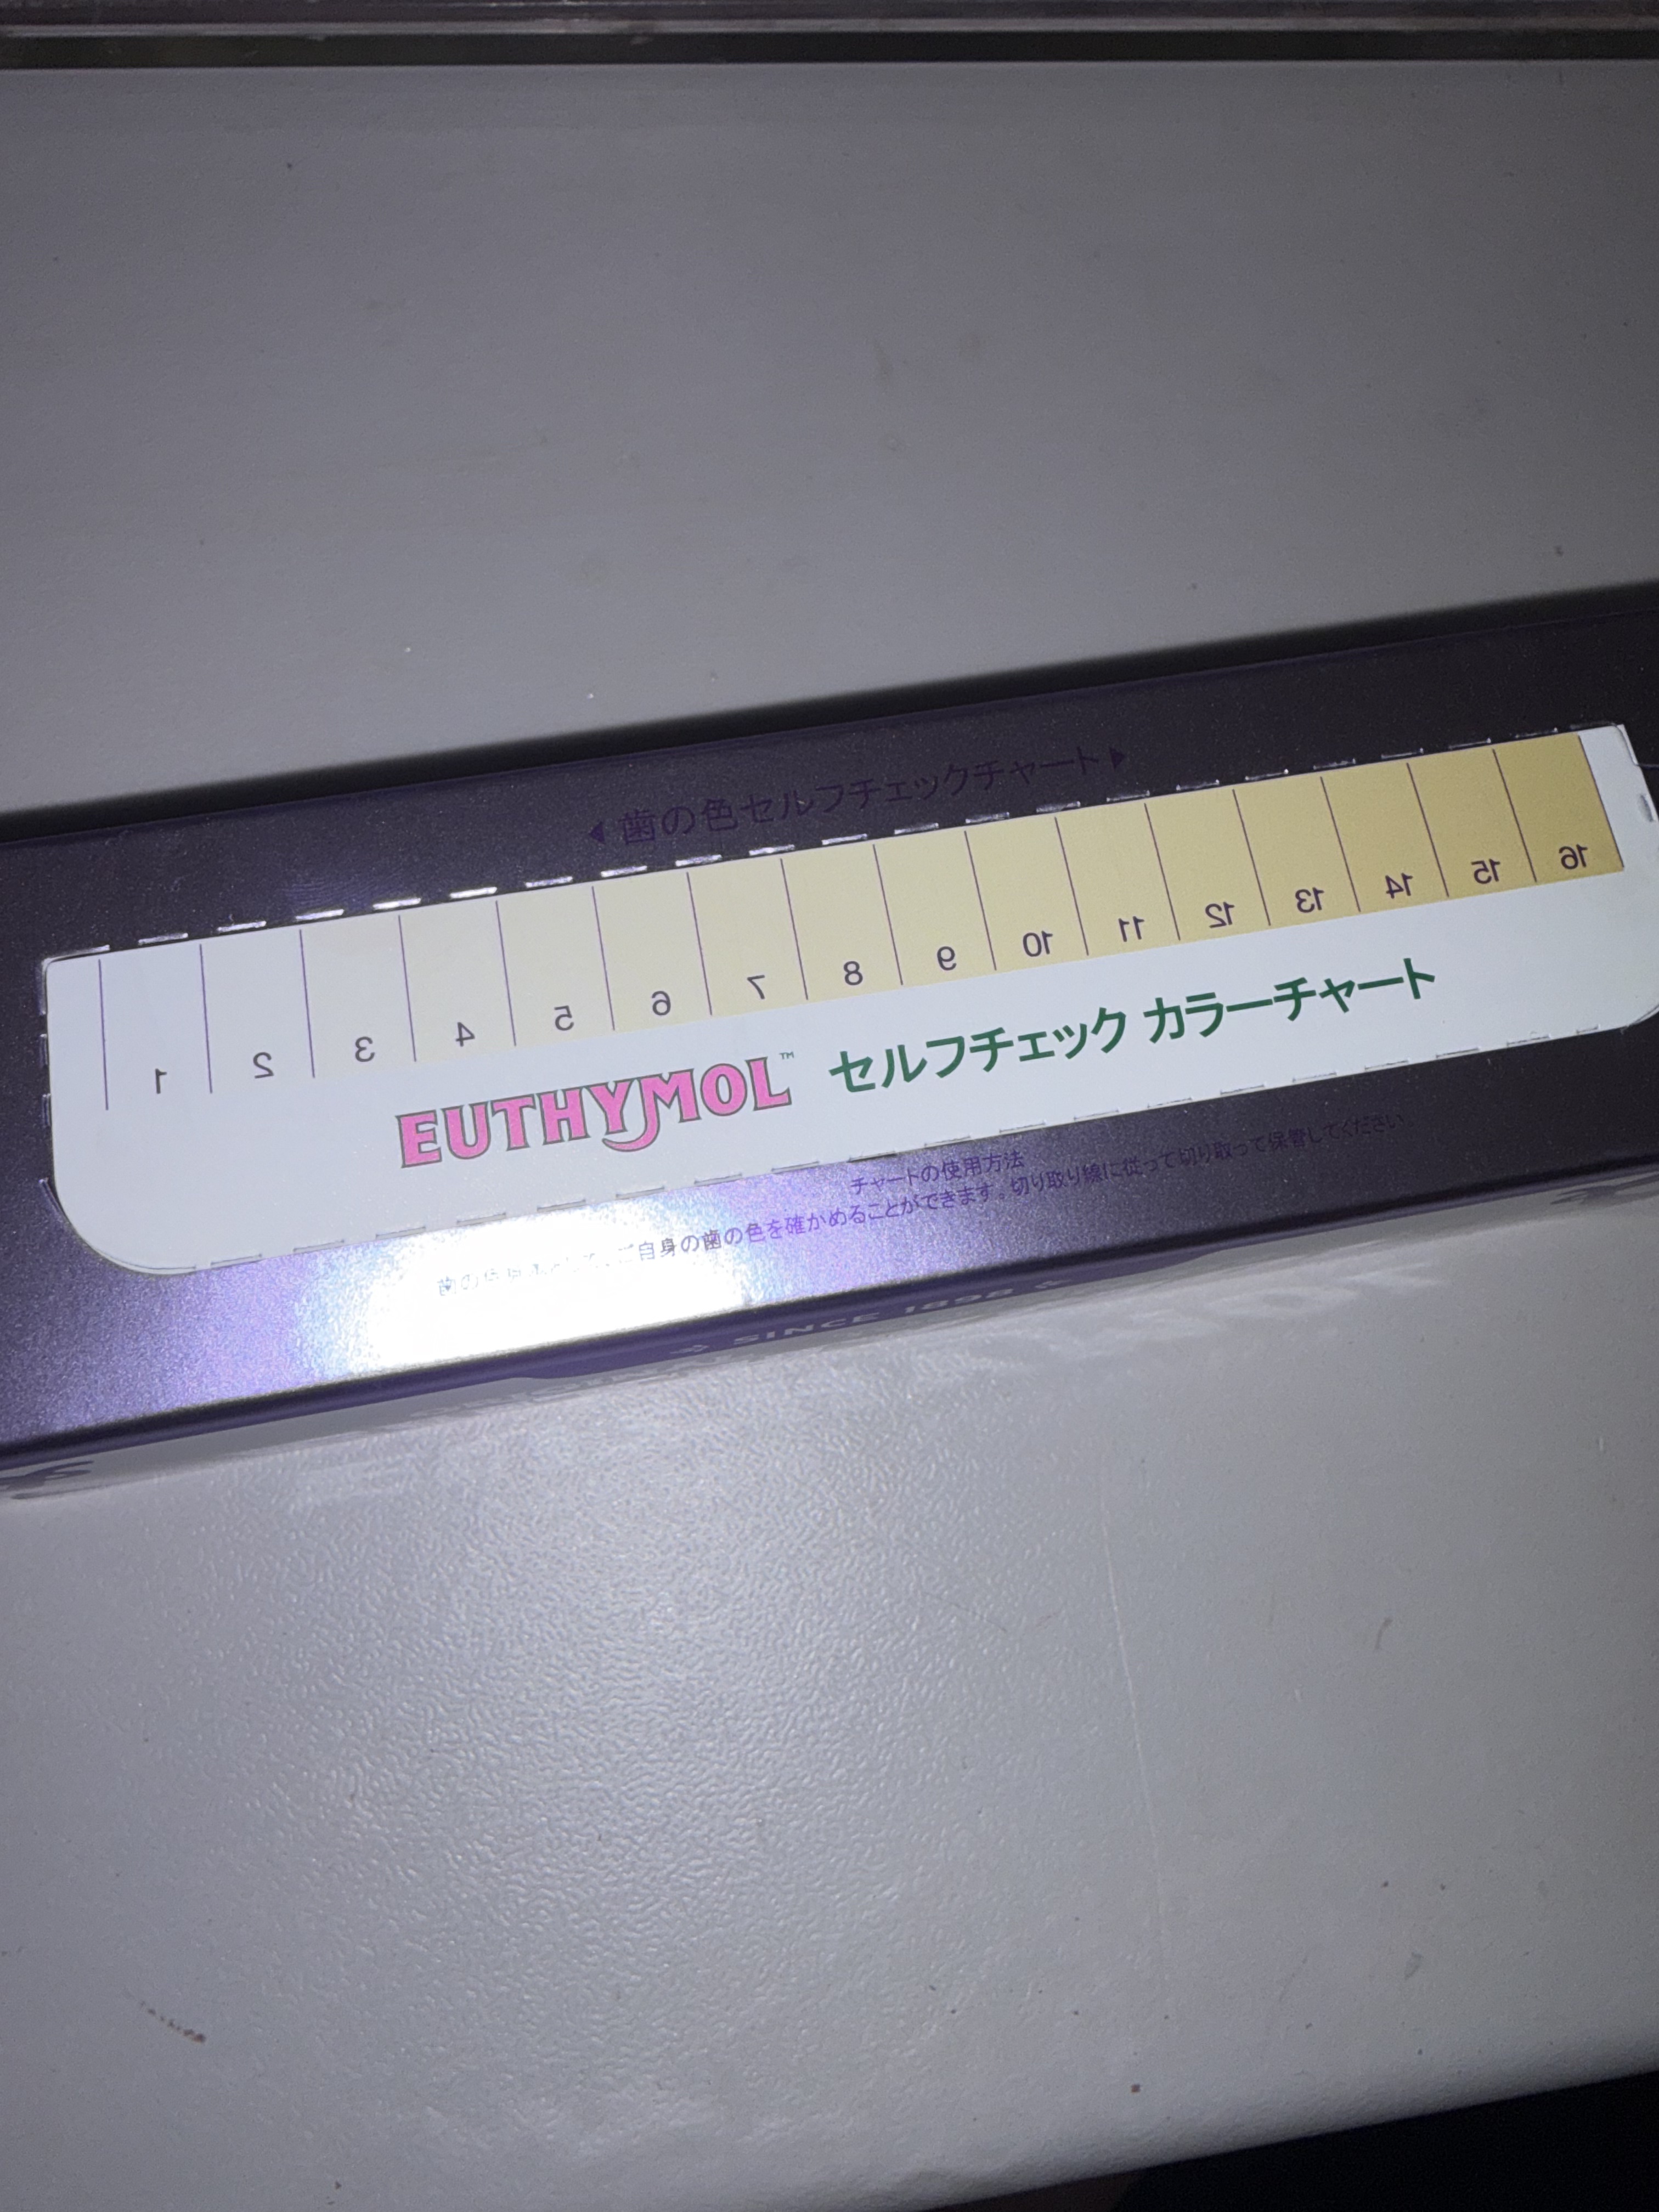 ◀ 歯の色セルフチェックチャート ▶
1 2 3 4 5 6 7 8 9 10 11 12 13 14 15 16
EUTHYMOL™ セルフチェック カラーチャート
チャートの使用方法
歯の色 ご自身の歯の色を確かめることができます。切り取り線に従って切り取って保管してください。
SINCE 1898